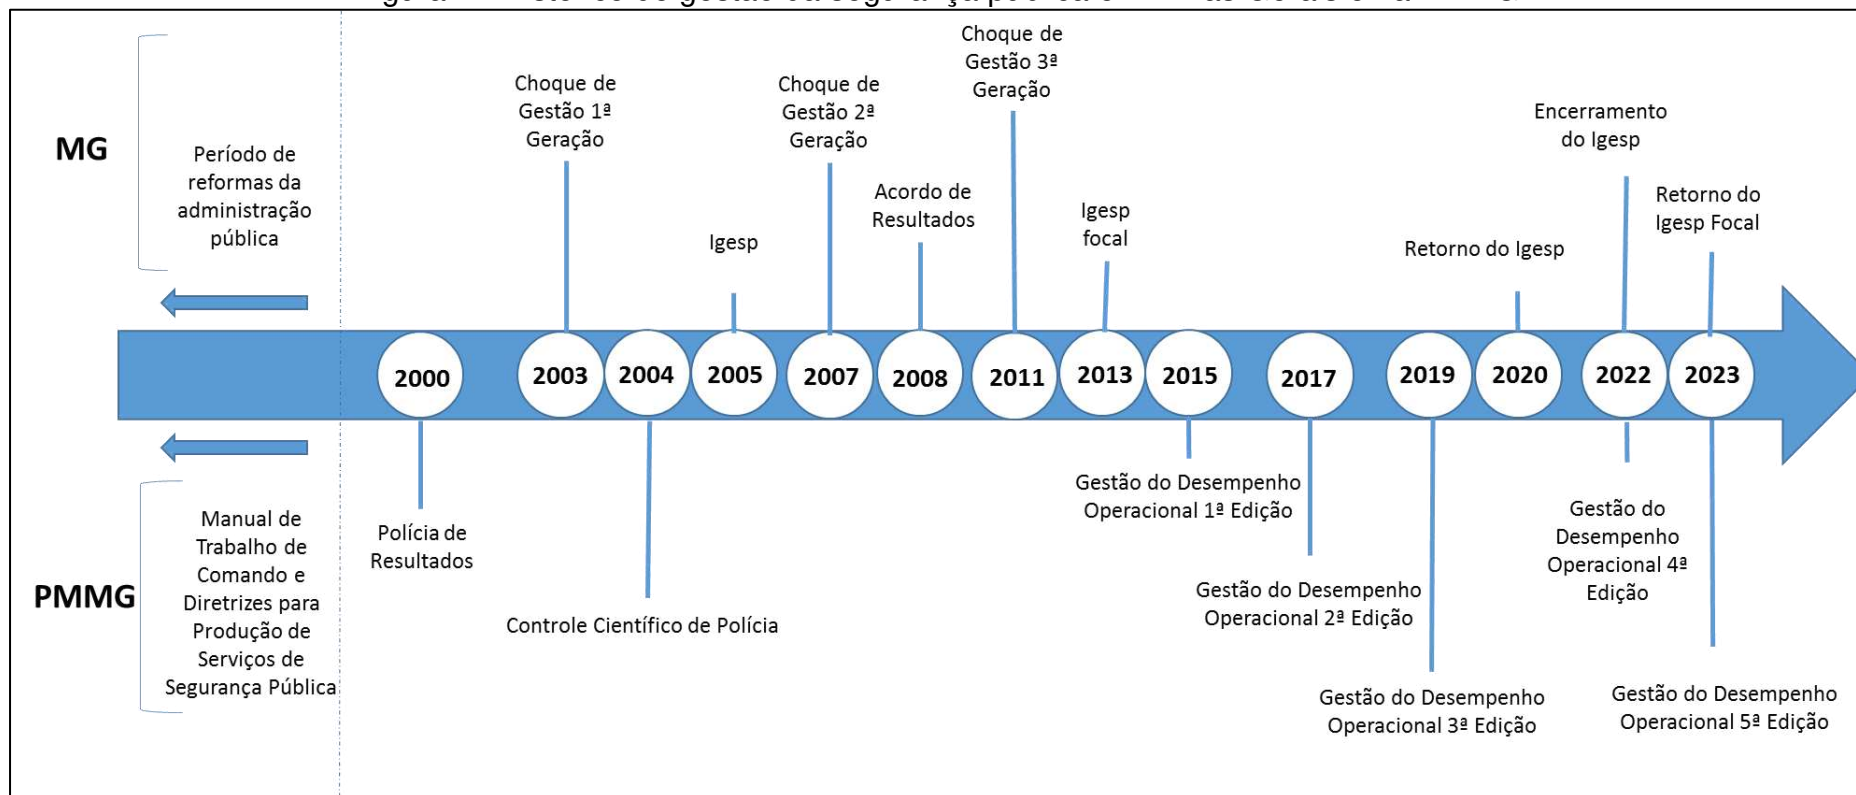 MG
Período de
reformas da
administração
pública
Choque de
Gestão 1ª
Geração
Igesp
Choque de
Gestão 2ª
Geração
Acordo de
Resultados
Choque de
Gestão 3ª
Geração
Igesp
focal
Retorno do Igesp
Encerramento
do Igesp
Retorno do
Igesp Focal
2000
2003
2004
2005
2007
2008
2011
2013
2015
2017
2019
2020
2022
2023
PMMG
Manual de
Trabalho de
Comando e
Diretrizes para
Produção de
Serviços de
Segurança Pública
Polícia de
Resultados
Controle Científico de Polícia
Gestão do Desempenho
Operacional 1ª Edição
Gestão do Desempenho
Operacional 2ª Edição
Gestão do Desempenho
Operacional 3ª Edição
Gestão do
Desempenho
Operacional 4ª
Edição
Gestão do Desempenho
Operacional 5ª Edição